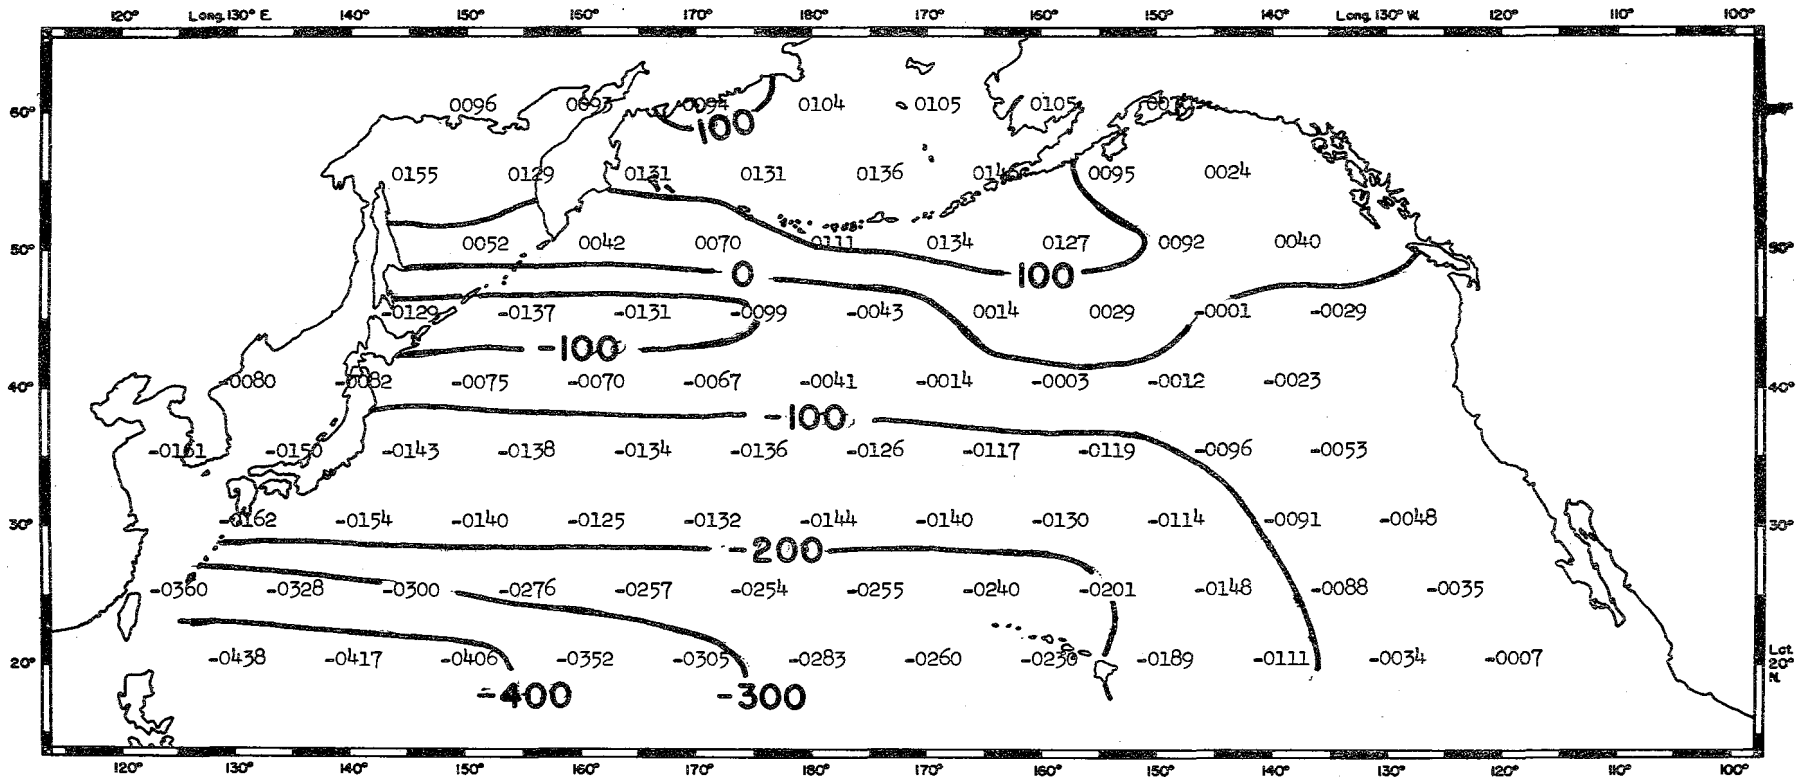 120° Long. 130° E. 140° 150° 160° 170° 180° 170° 160° 150° 140° Long. 130° W. 120° 110° 100°
60° 0096 0093 0094 0104 0105 0105
100
0155 0129 0131 0131 0136 0095 0024
50° 0052 0042 0070 0111 0134 0127 0092 0040 50°
0 100
-0129 -0137 -0131 -0099 -0043 0014 0029 -0001 -0029
-100
40° -0080 -0082 -0075 -0070 -0067 -0041 -0014 -0003 -0012 -0023 40°
-100
-0161 -0150 -0143 -0138 -0134 -0136 -0126 -0117 -0119 -0096 -0053
30° -0162 -0154 -0140 -0125 -0132 -0144 -0140 -0130 -0114 -0091 -0048 30°
-200
-0360 -0328 -0300 -0276 -0257 -0254 -0255 -0240 -0201 -0148 -0088 -0035
20° -0438 -0417 -0406 -0352 -0305 -0283 -0260 -0230 -0189 -0111 -0034 -0007 Lat. 20° N.
-400 -300
120° 130° 140° 150° 160° 170° 180° 170° 160° 150° 140° 130° 120° 110° 100°